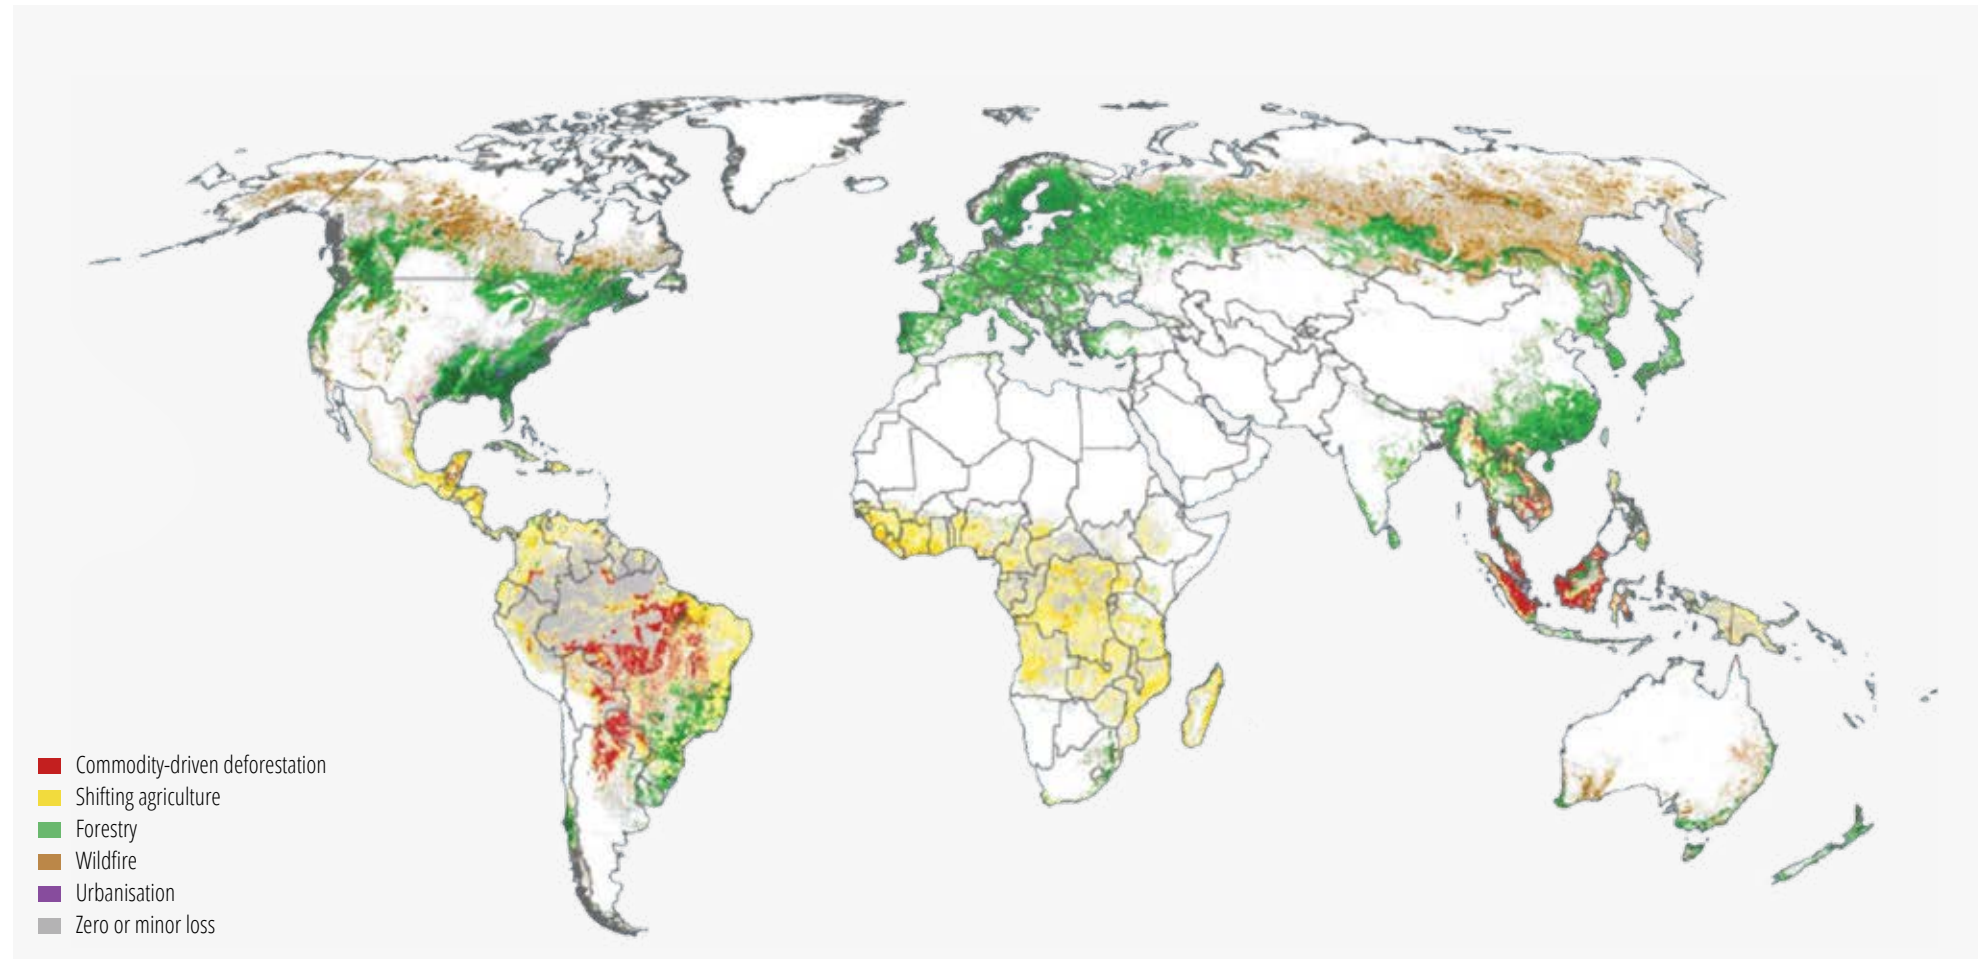 Commodity-driven deforestation
Shifting agriculture
Forestry
Wildfire
Urbanisation
Zero or minor loss